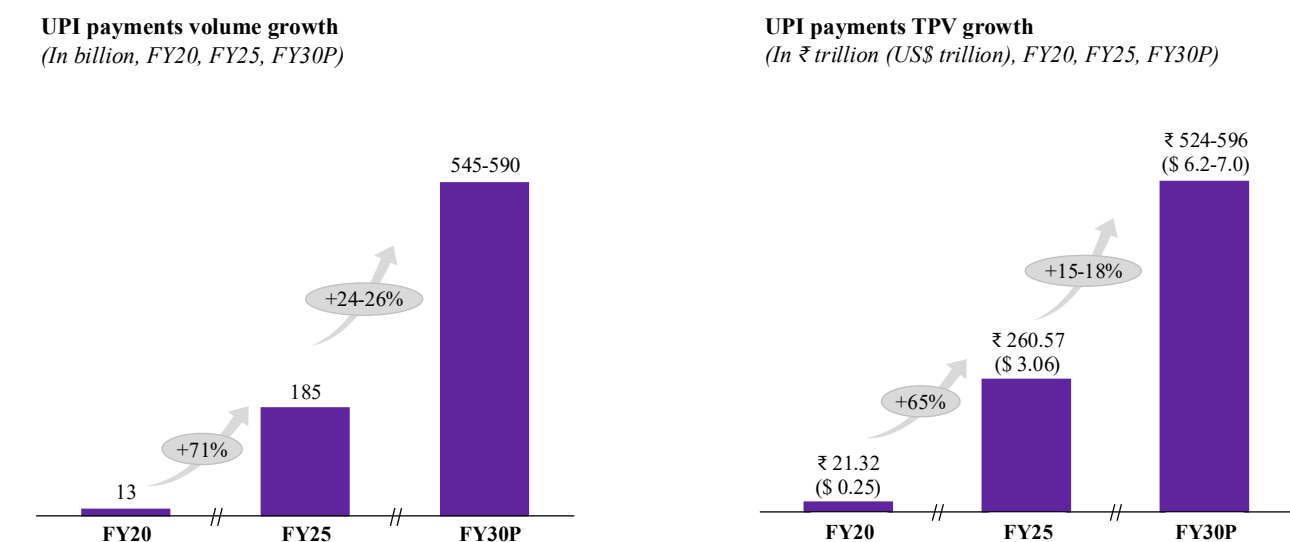 UPI payments volume growth
(In billion, FY20, FY25, FY30P)
545-590
+24-26%
185
+71%
13
FY20
FY25
FY30P
UPI payments TPV growth
(In ₹ trillion (US$ trillion), FY20, FY25, FY30P)
₹ 524-596
($ 6.2-7.0)
+15-18%
₹ 260.57
($ 3.06)
+65%
₹ 21.32
($ 0.25)
FY20
FY25
FY30P